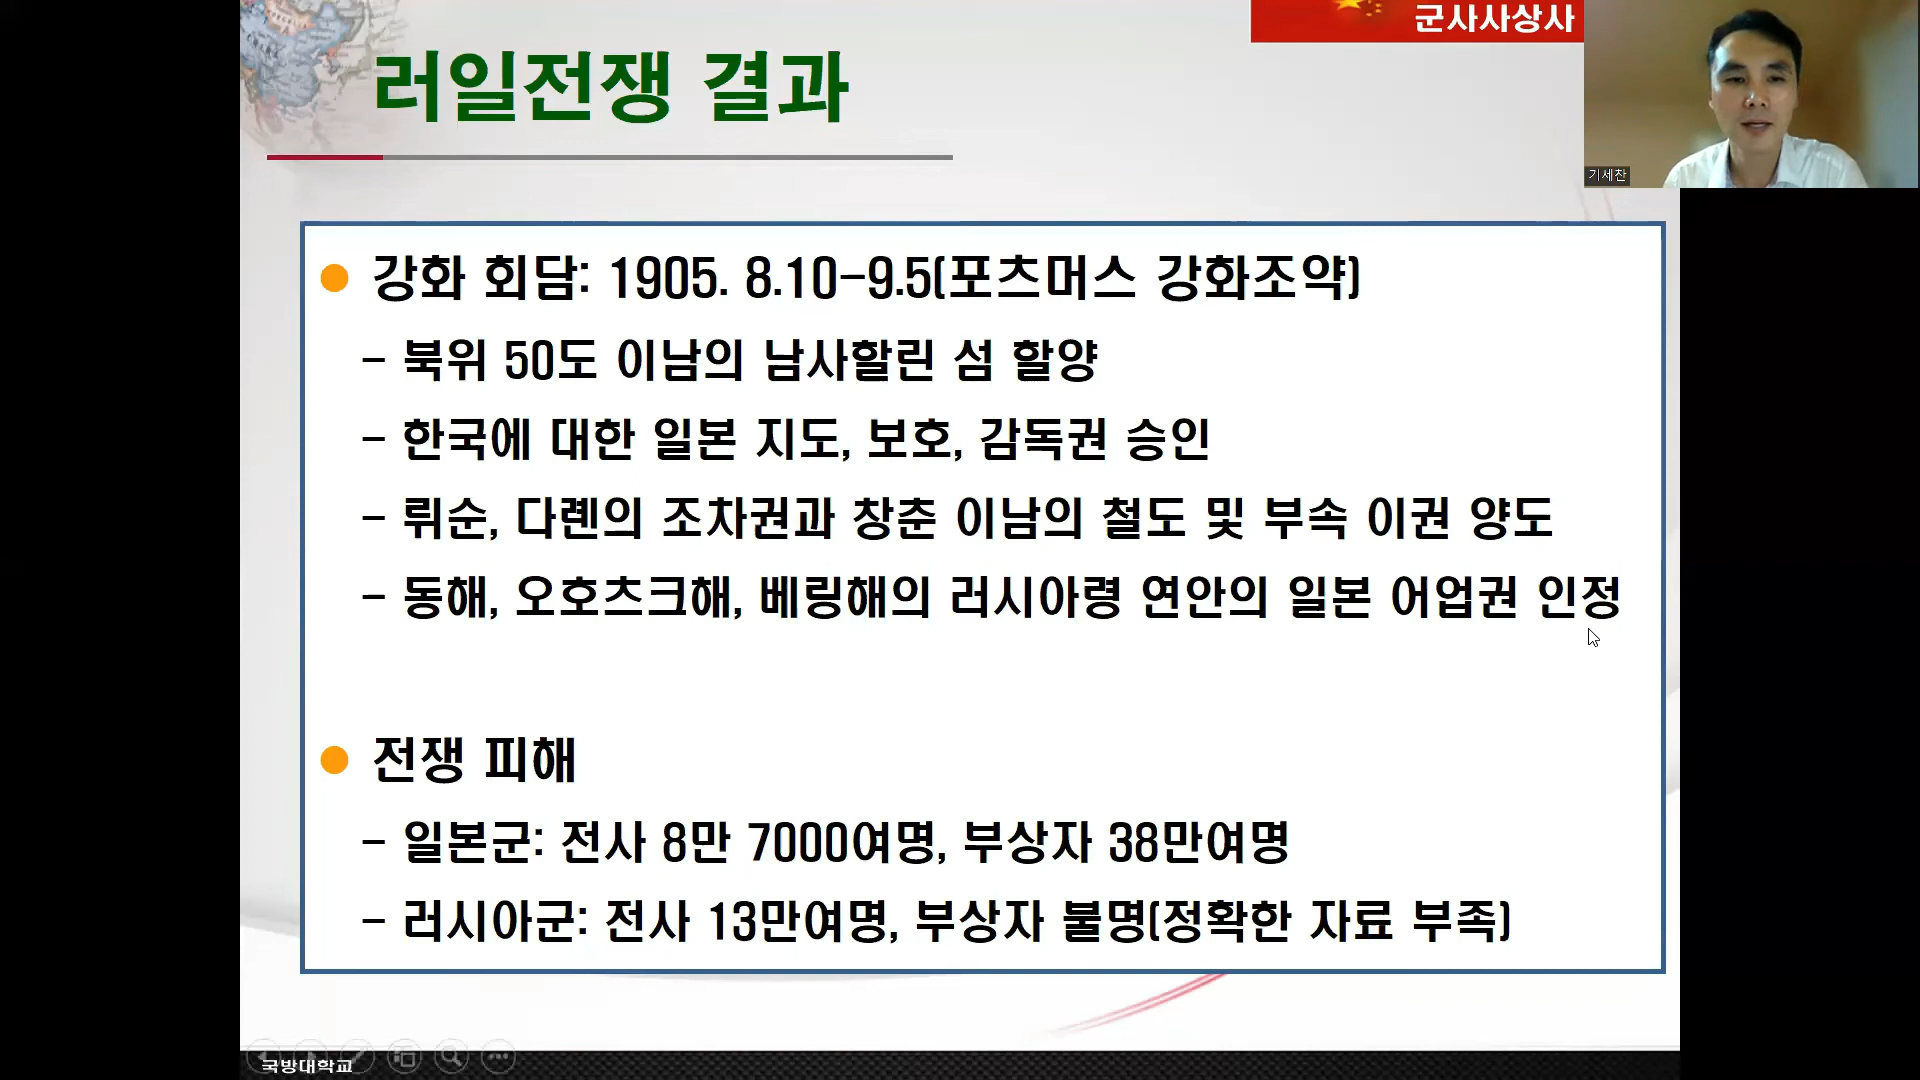 군사사상사
러일전쟁 결과
기세찬
강화 회담: 1905. 8.10-9.5(포츠머스 강화조약)
- 북위 50도 이남의 남사할린 섬 할양
- 한국에 대한 일본 지도, 보호, 감독권 승인
- 뤼순, 다롄의 조차권과 창춘 이남의 철도 및 부속 이권 양도
- 동해, 오호츠크해, 베링해의 러시아령 연안의 일본 어업권 인정
전쟁 피해
- 일본군: 전사 8만 7000여명, 부상자 38만여명
- 러시아군: 전사 13만여명, 부상자 불명(정확한 자료 부족)
국방대학교